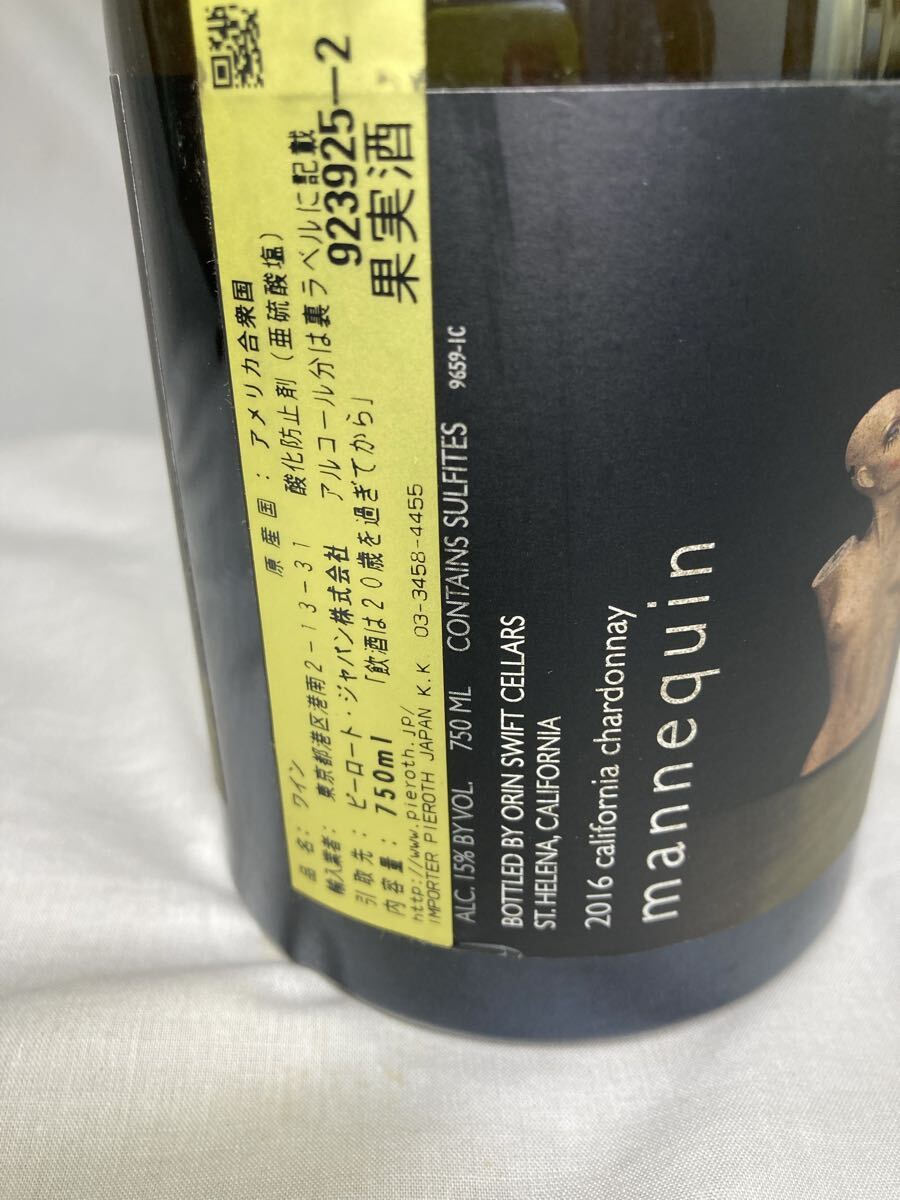 923925-2
果実酒
品名: ワイン 原産国: アメリカ合衆国
輸入業者: 東京都港区港南2-13-31 酸化防止剤(亜硫酸塩)
引取先: ピーロート・ジャパン株式会社 アルコール分は裏ラベルに記載
内容量: 750ml 「飲酒は20歳を過ぎてから」
http://www.pieroth.jp/
IMPORTER PIEROTH JAPAN K.K 03-3458-4455
ALC. 15% BY VOL. 750 ML CONTAINS SULFITES 9659-1C
BOTTLED BY ORIN SWIFT CELLARS
ST. HELENA, CALIFORNIA
2016 california chardonnay
mannequin